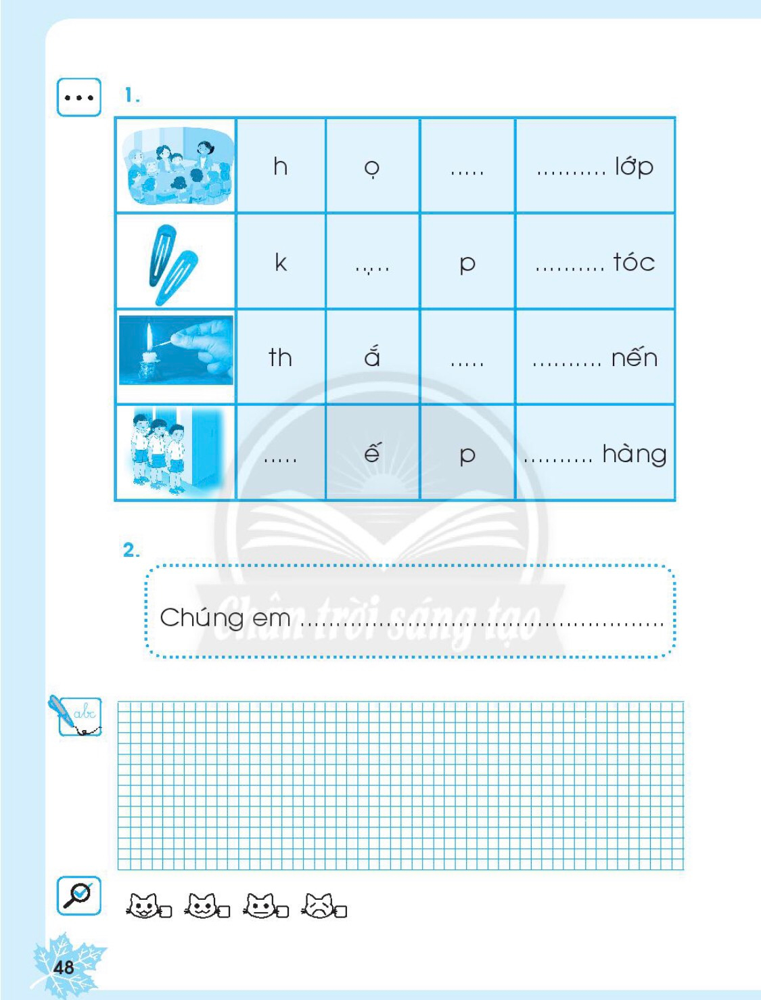 1.
h ọ ..... .......... lớp
k ..ִ... p .......... tóc
th ắ ..... .......... nến
..... ế p .......... hàng
2.
Chúng em ..................................................
Chân trời sáng tạo
abc
48